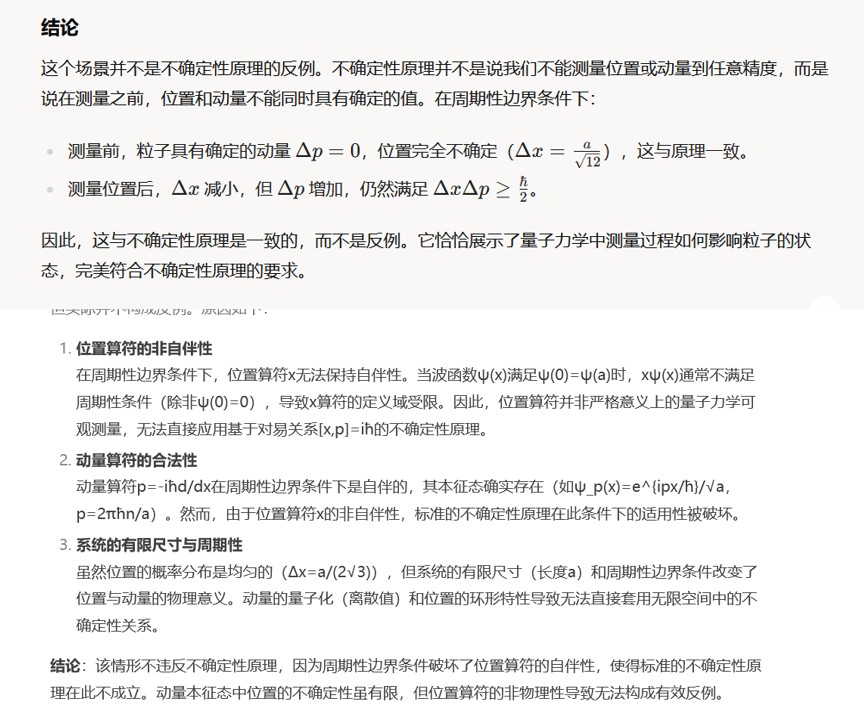 结论
这个场景并不是不确定性原理的反例。不确定性原理并不是说我们不能测量位置或动量到任意精度，而是
说在测量之前，位置和动量不能同时具有确定的值。在周期性边界条件下：
• 测量前，粒子具有确定的动量 Δp = 0，位置完全不确定（Δx = a/√12），这与原理一致。
• 测量位置后，Δx 减小，但 Δp 增加，仍然满足 ΔxΔp ≥ ħ/2。
因此，这与不确定性原理是一致的，而不是反例。它恰恰展示了量子力学中测量过程如何影响粒子的状
态，完美符合不确定性原理的要求。
但实际并不构成反例。原因如下：
1. 位置算符的非自伴性
在周期性边界条件下，位置算符x无法保持自伴性。当波函数ψ(x)满足ψ(0)=ψ(a)时，xψ(x)通常不满足
周期性条件（除非ψ(0)=0），导致x算符的定义域受限。因此，位置算符并非严格意义上的量子力学可
观测量，无法直接应用基于对易关系[x,p]=iħ的不确定性原理。
2. 动量算符的合法性
动量算符p=-iħd/dx在周期性边界条件下是自伴的，其本征态确实存在（如ψ_p(x)=e^{ipx/ħ}/√a，
p=2πħn/a）。然而，由于位置算符x的非自伴性，标准的不确定性原理在此条件下的适用性被破坏。
3. 系统的有限尺寸与周期性
虽然位置的概率分布是均匀的（Δx=a/(2√3)），但系统的有限尺寸（长度a）和周期性边界条件改变了
位置与动量的物理意义。动量的量子化（离散值）和位置的环形特性导致无法直接套用无限空间中的不
确定性关系。
结论：该情形不违反不确定性原理，因为周期性边界条件破坏了位置算符的自伴性，使得标准的不确定性原
理在此不成立。动量本征态中位置的不确定性虽有限，但位置算符的非物理性导致无法构成有效反例。